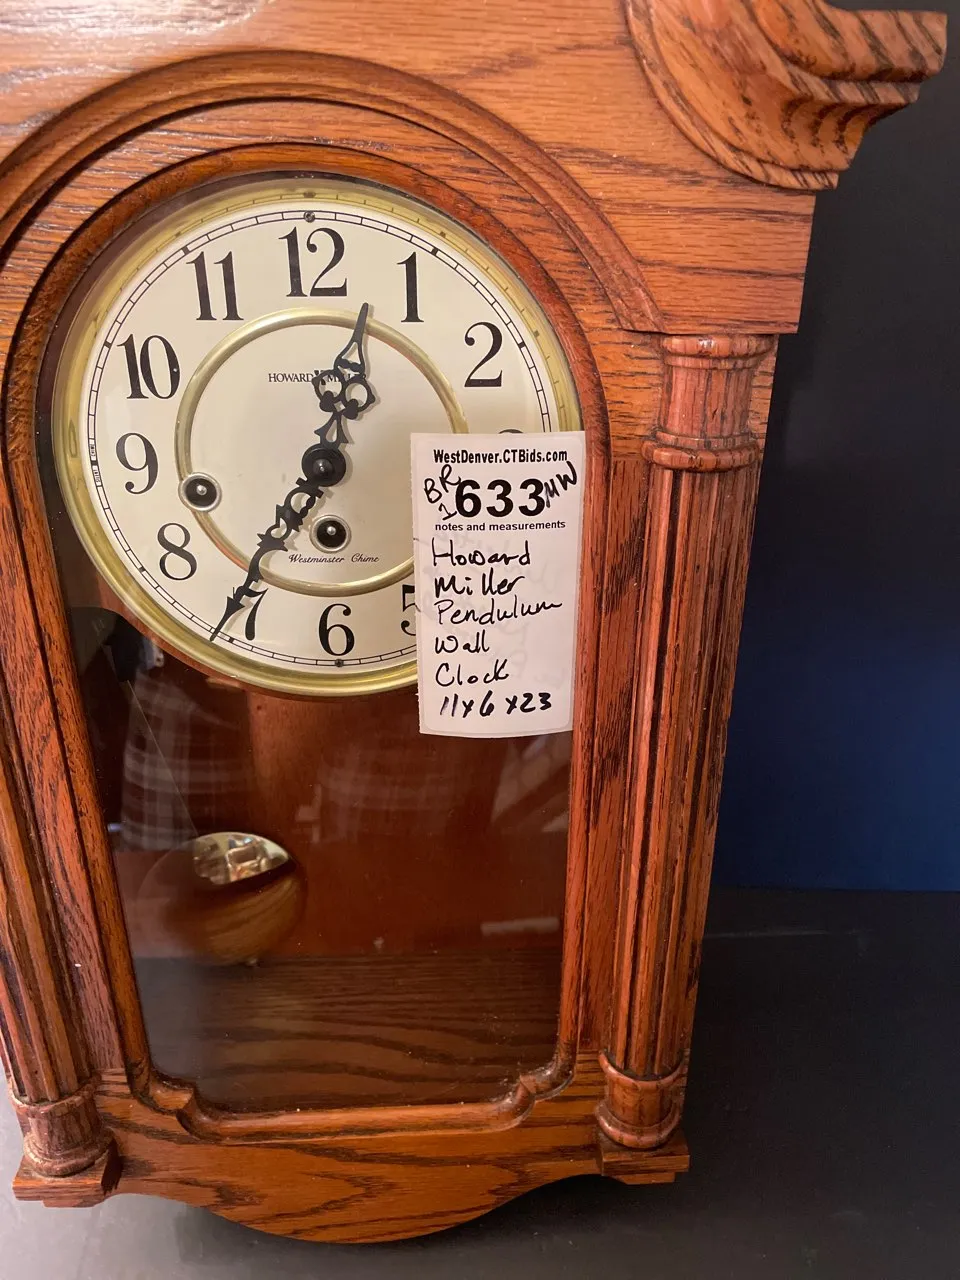 12
11
1
10
2
HOWARD MILLER
9
8
7
6
5
Westminster Chime
WestDenver.CTBids.com
BR
1
633
MW
notes and measurements
Howard
Miller
Pendulum
Wall
Clock
11x6x23